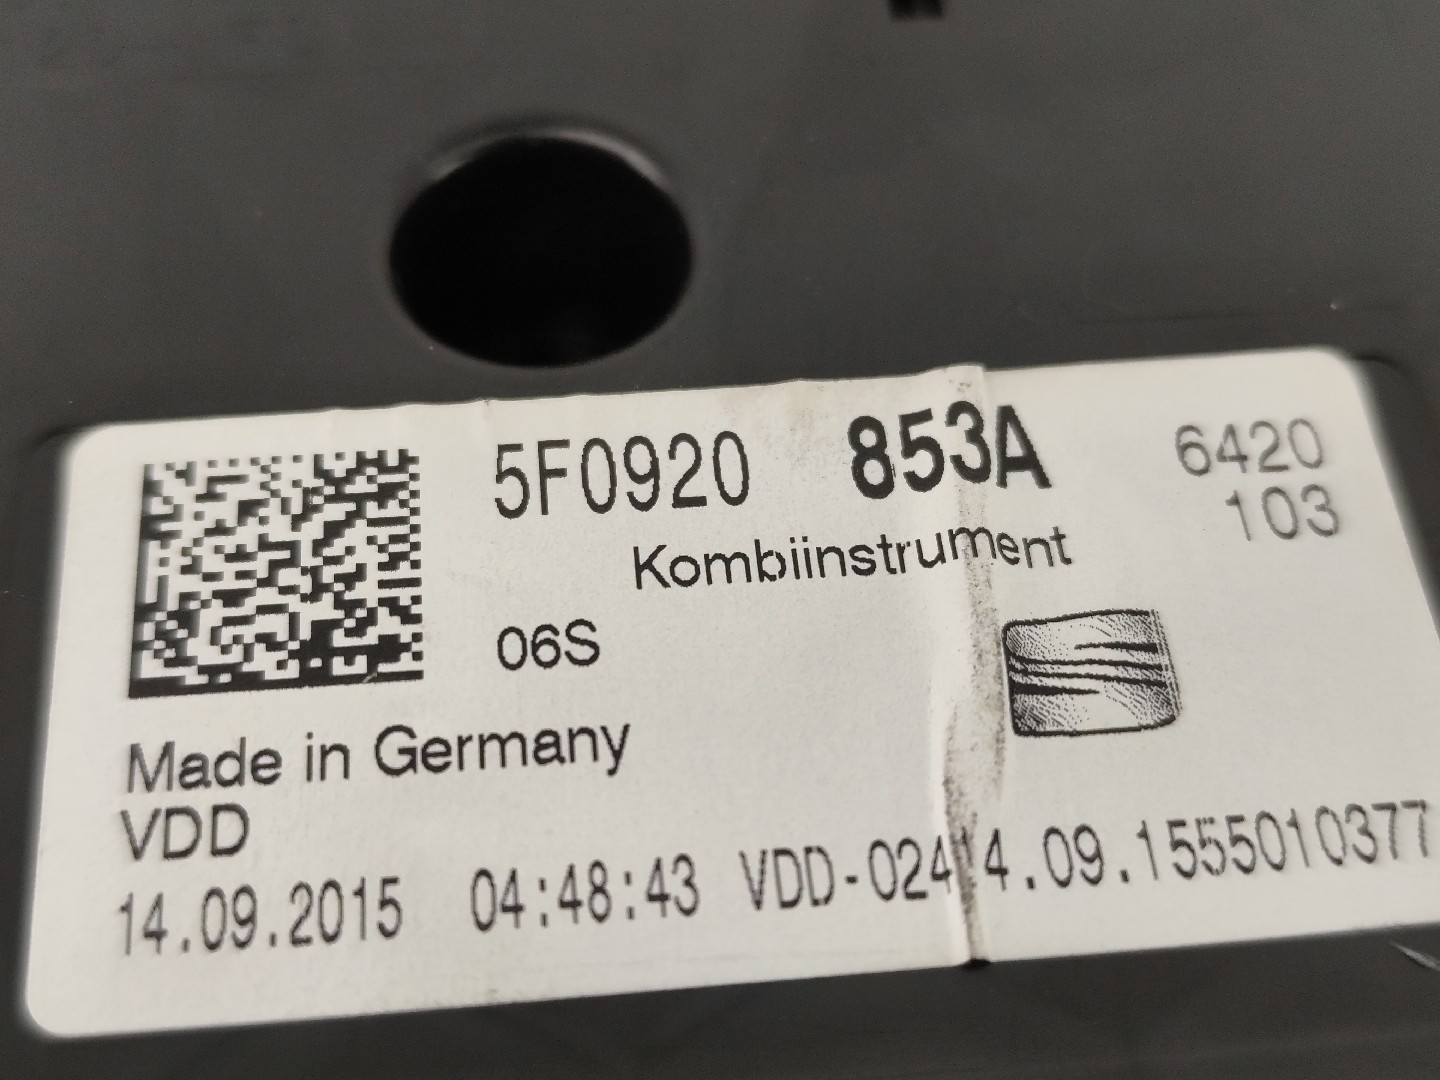 5F0920 853A 6420
103
Kombiinstrument
06S
Made in Germany
VDD
14.09.2015 04:48:43 VDD-02414.09.1555010377